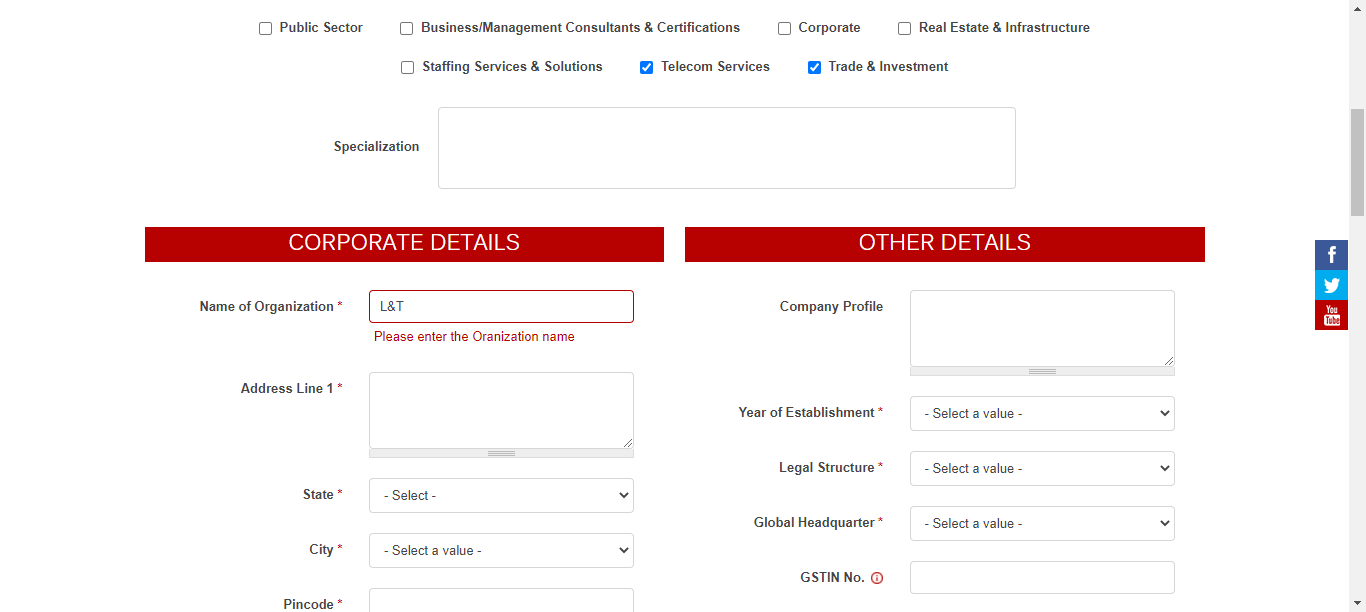 Public Sector
Business/Management Consultants & Certifications
Corporate
Real Estate & Infrastructure
Staffing Services & Solutions
Telecom Services
Trade & Investment
Specialization
CORPORATE DETAILS
Name of Organization *
L&T
Please enter the Oranization name
Address Line 1 *
State *
- Select -
City *
- Select a value -
Pincode *
OTHER DETAILS
Company Profile
Year of Establishment *
- Select a value -
Legal Structure *
- Select a value -
Global Headquarter *
- Select a value -
GSTIN No.
You
Tube